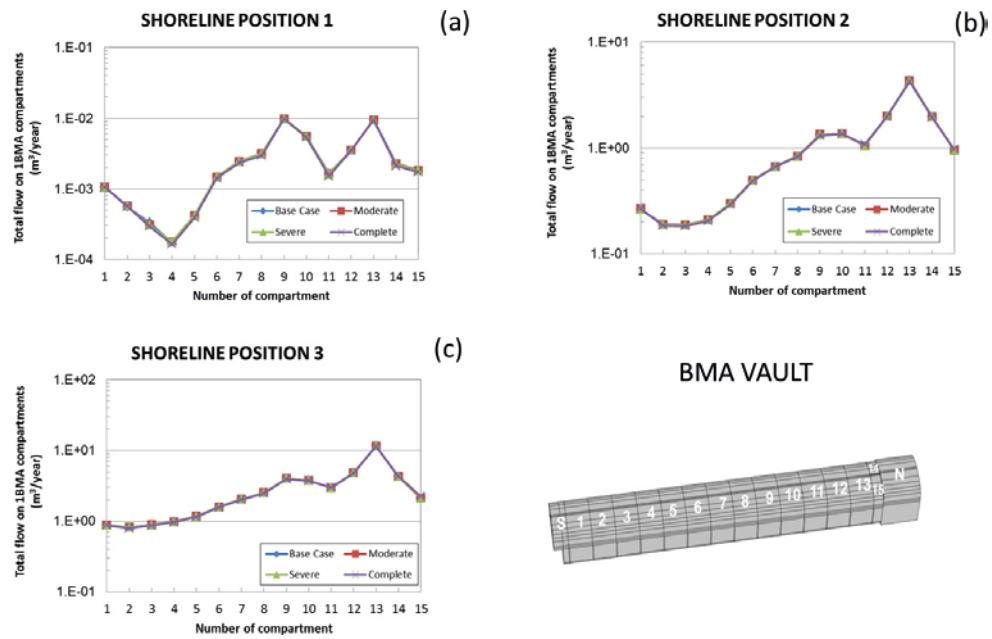 SHORELINE POSITION 1
(a)
Total flow on 1BMA compartments
(m³/year)
1.E-01
1.E-02
1.E-03
1.E-04
Base Case
Moderate
Severe
Complete
1 2 3 4 5 6 7 8 9 10 11 12 13 14 15
Number of compartment
SHORELINE POSITION 2
(b)
Total flow on 1BMA compartments
(m³/year)
1.E+01
1.E+00
1.E-01
Base Case
Moderate
Severe
Complete
1 2 3 4 5 6 7 8 9 10 11 12 13 14 15
Number of compartment
SHORELINE POSITION 3
(c)
Total flow on 1BMA compartments
(m³/year)
1.E+02
1.E+01
1.E+00
1.E-01
Base Case
Moderate
Severe
Complete
1 2 3 4 5 6 7 8 9 10 11 12 13 14 15
Number of compartment
BMA VAULT
S 1 2 3 4 5 6 7 8 9 10 11 12 13 14 15 N